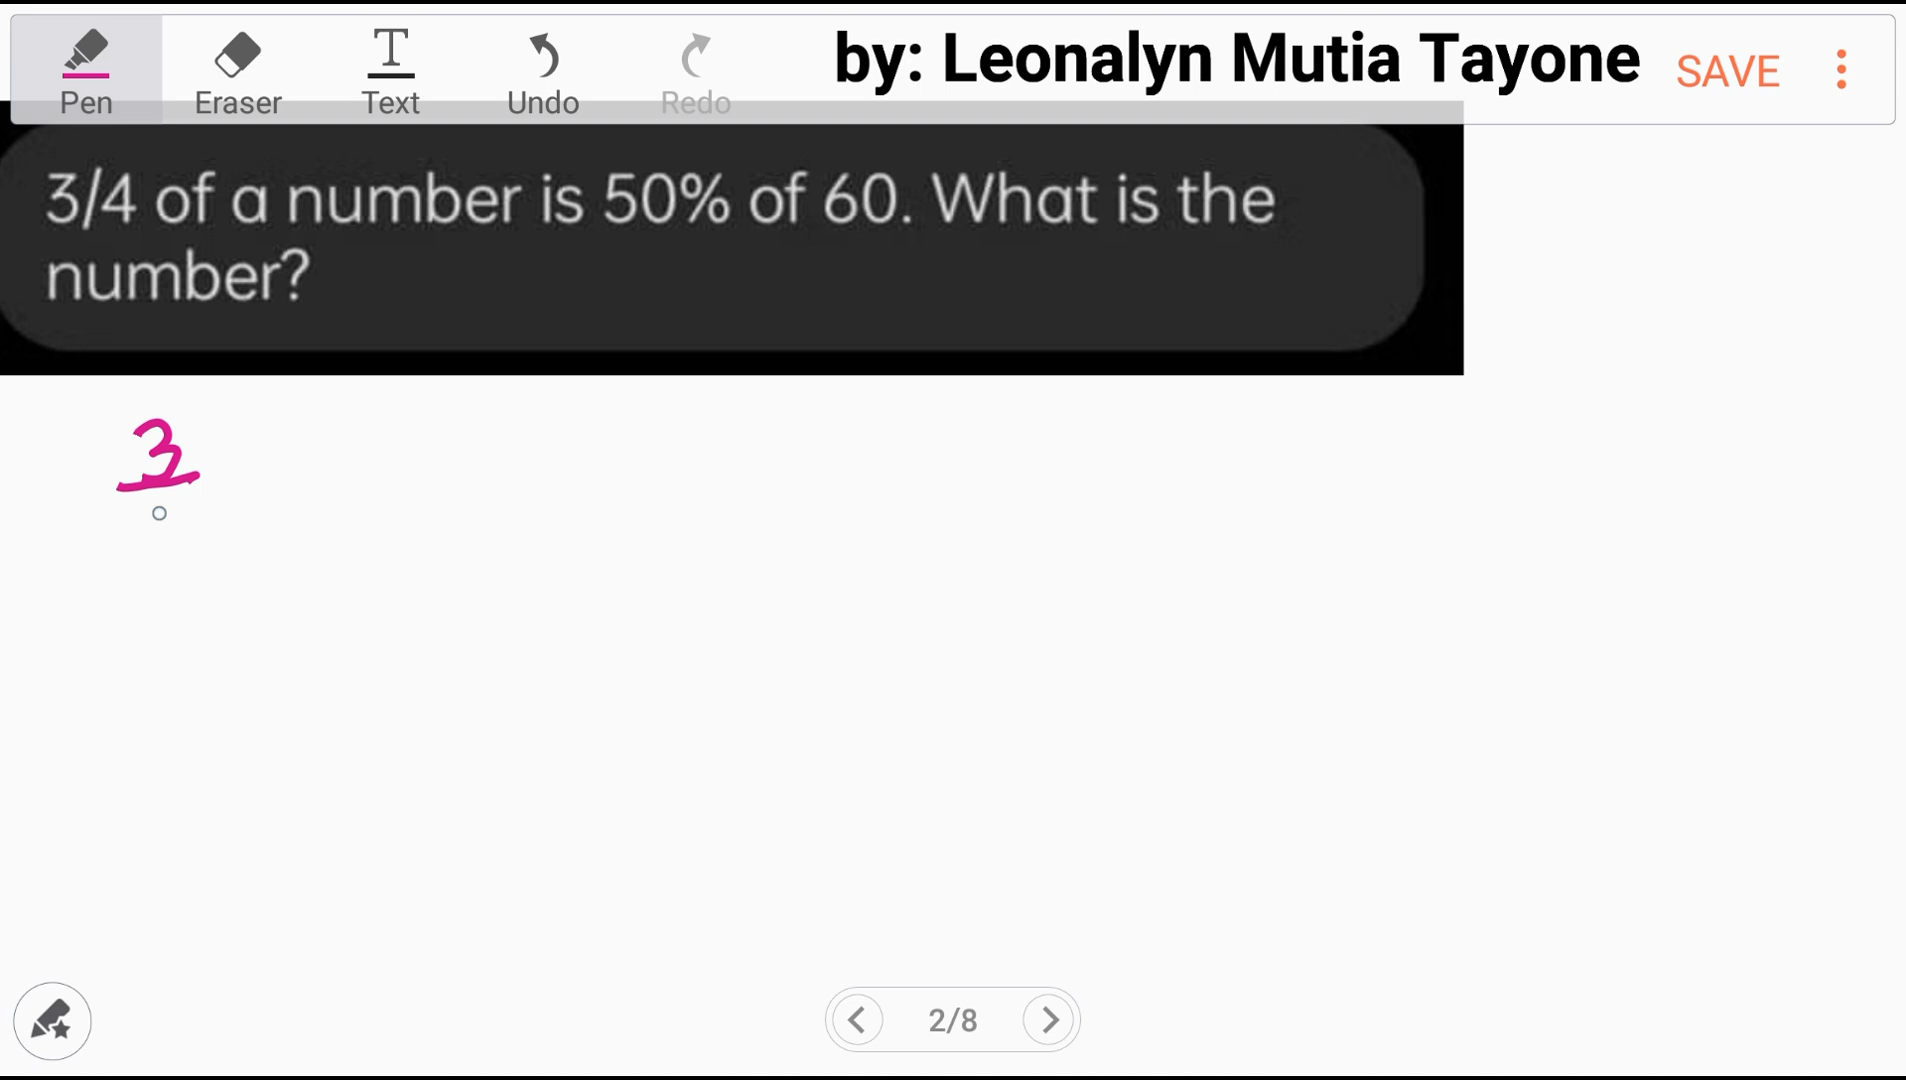 Pen Eraser Text Undo Redo by: Leonalyn Mutia Tayone SAVE
3/4 of a number is 50% of 60. What is the
number?
3
2/8